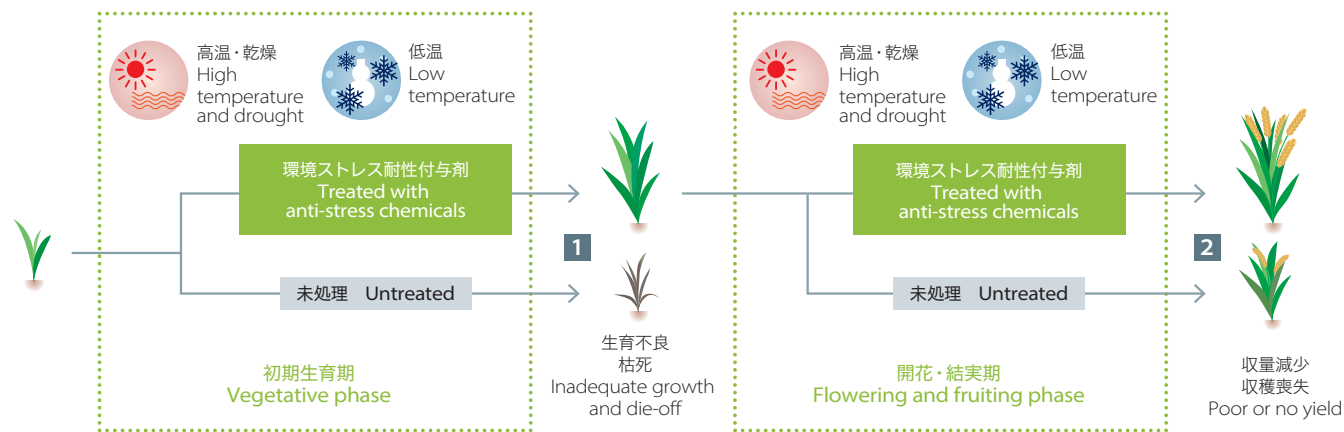 高温・乾燥
High
temperature
and drought
低温
Low
temperature
環境ストレス耐性付与剤
Treated with
anti-stress chemicals
未処理 Untreated
初期生育期
Vegetative phase
1
生育不良
枯死
Inadequate growth
and die-off
高温・乾燥
High
temperature
and drought
低温
Low
temperature
環境ストレス耐性付与剤
Treated with
anti-stress chemicals
未処理 Untreated
開花・結実期
Flowering and fruiting phase
2
収量減少
収穫喪失
Poor or no yield